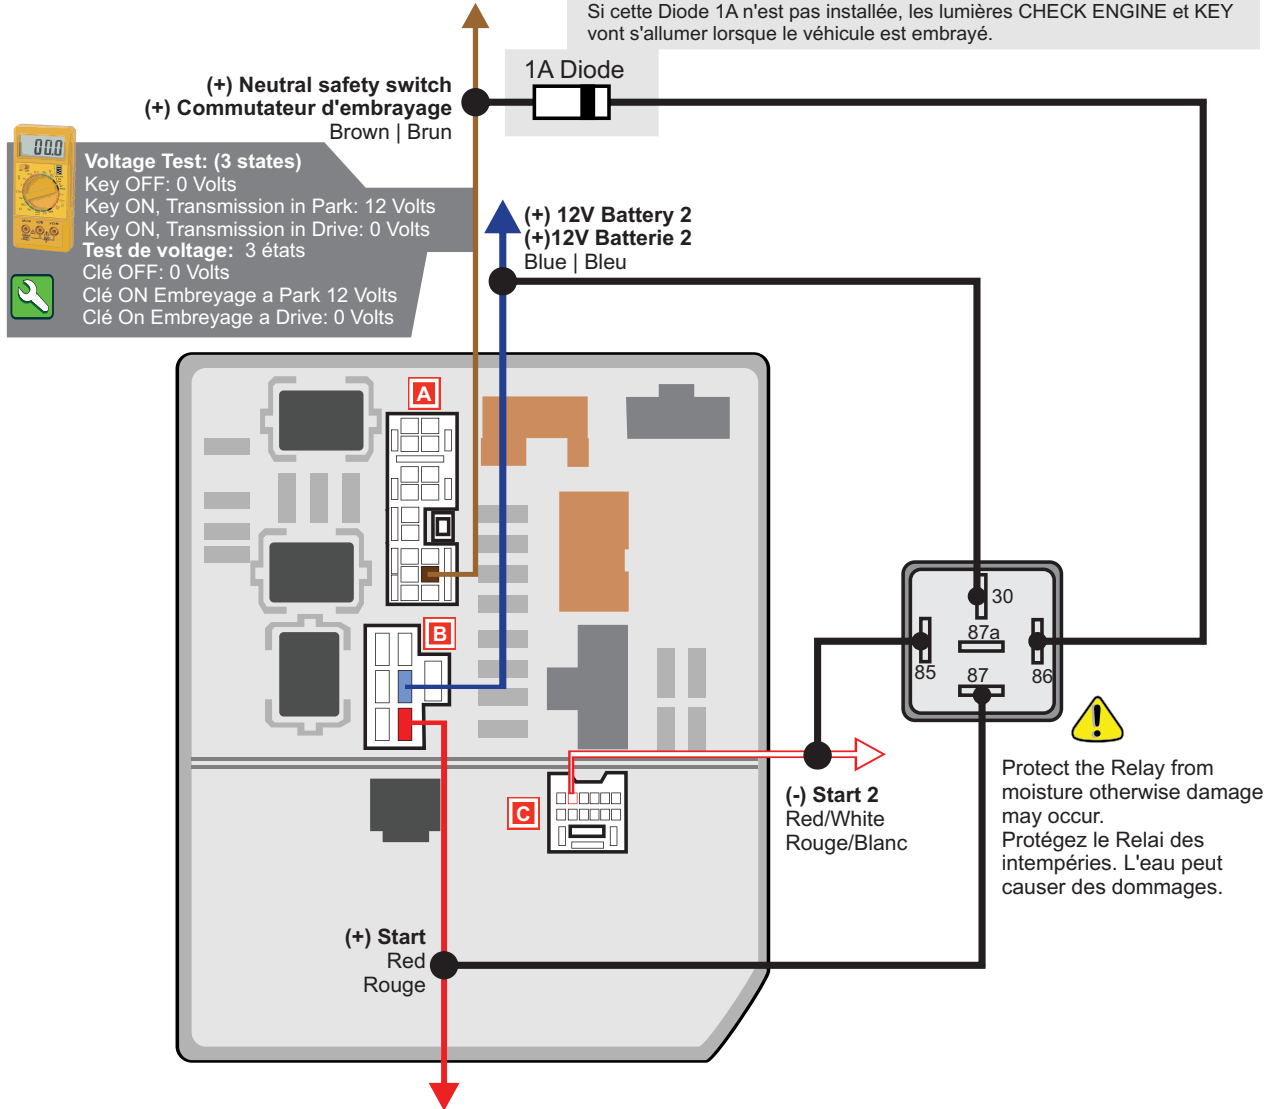 Si cette Diode 1A n'est pas installée, les lumières CHECK ENGINE et KEY
vont s'allumer lorsque le véhicule est embrayé.
1A Diode
(+) Neutral safety switch
(+) Commutateur d'embrayage
Brown | Brun
00.0
Voltage Test: (3 states)
Key OFF: 0 Volts
Key ON, Transmission in Park: 12 Volts
Key ON, Transmission in Drive: 0 Volts
Test de voltage: 3 états
Clé OFF: 0 Volts
Clé ON Embreyage a Park 12 Volts
Clé On Embreyage a Drive: 0 Volts
(+) 12V Battery 2
(+)12V Batterie 2
Blue | Bleu
A
B
C
30
87a
85
87
86
(-) Start 2
Red/White
Rouge/Blanc
Protect the Relay from
moisture otherwise damage
may occur.
Protégez le Relai des
intempéries. L'eau peut
causer des dommages.
(+) Start
Red
Rouge